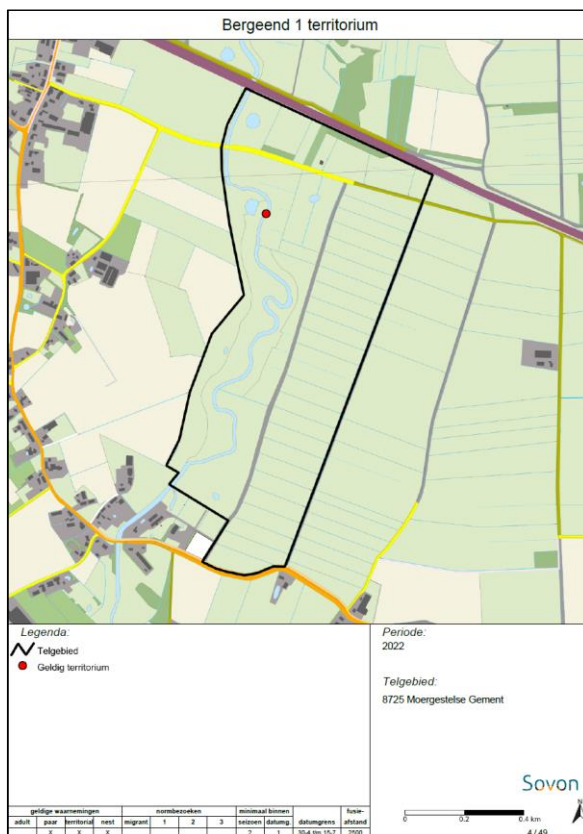 Bergeend 1 territorium
Legenda:
Telgebied
Geldig territorium
Periode:
2022
Telgebied:
8725 Moergestelse Gement
Sovon
0 0.2 0.4 km
4 / 49
geldige waarnemingen normbezoeken minimaal binnen fusie-
adult paar territorial nest migrant 1 2 3 seizoen datumg. datumgrens afstand
X X X 2 1 30-4 t/m 15-7